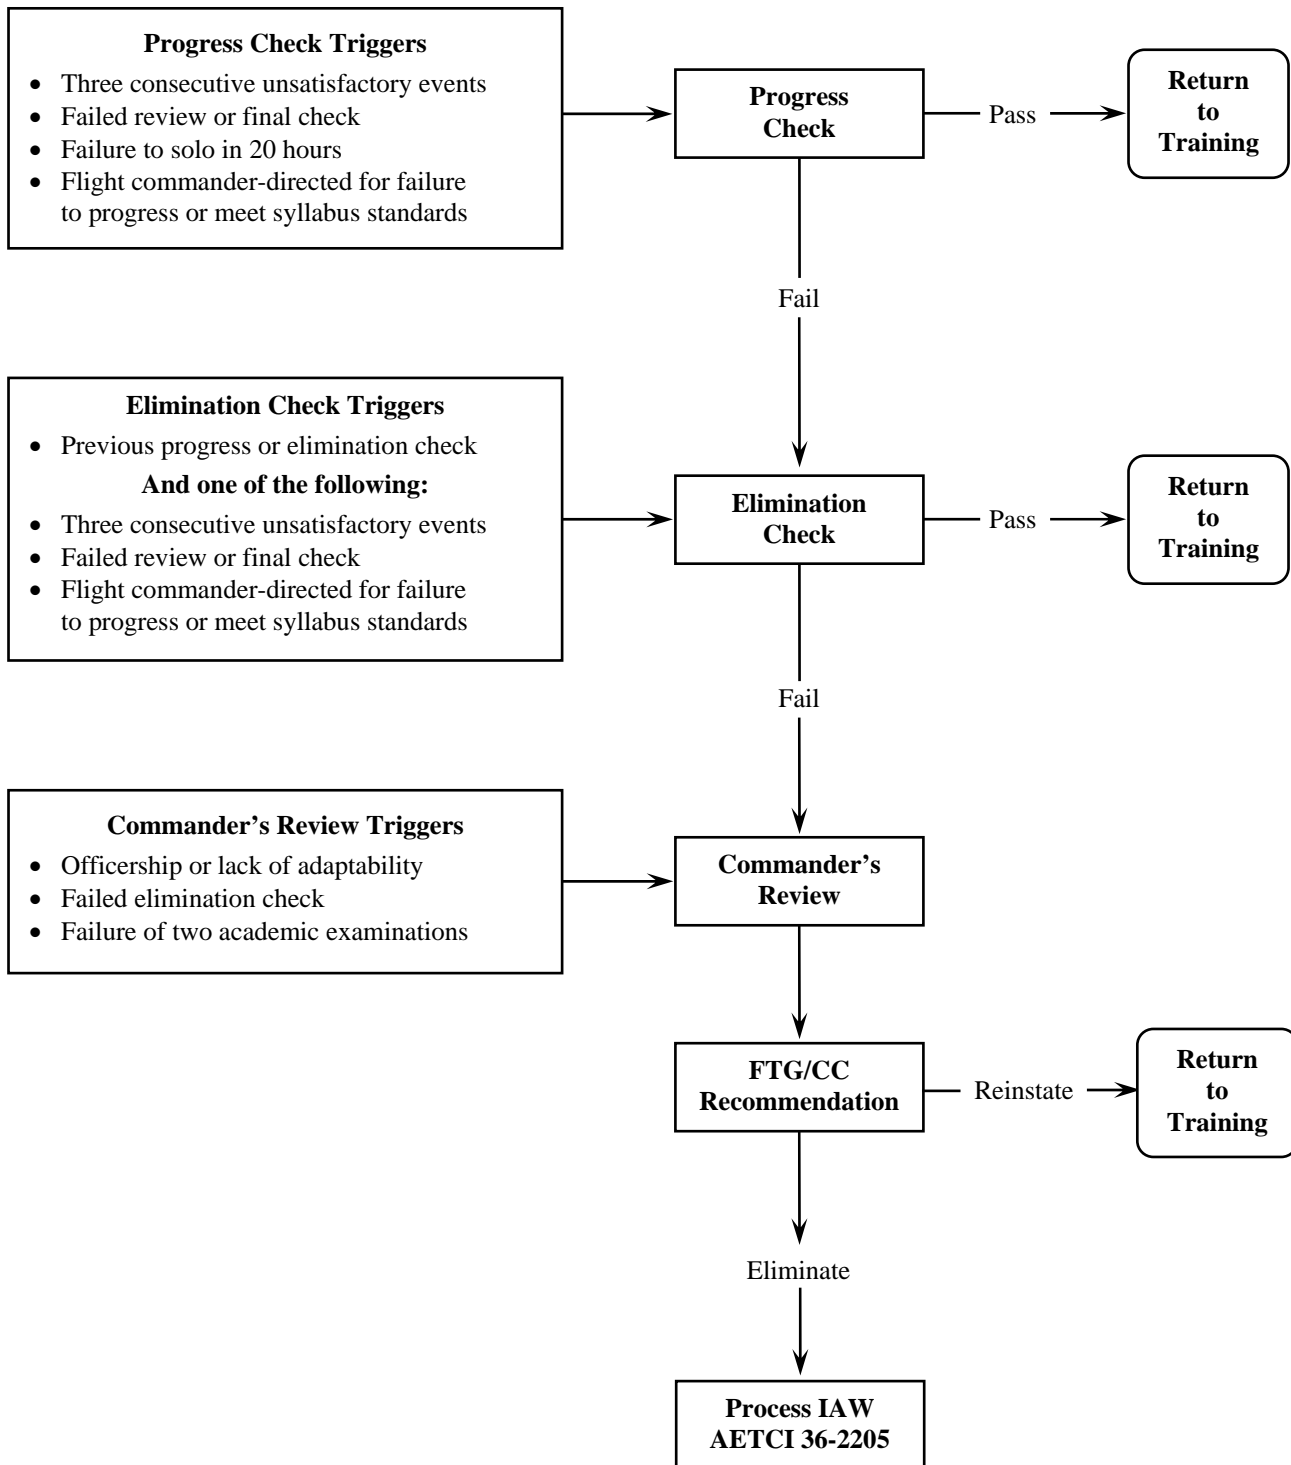 Progress Check Triggers
• Three consecutive unsatisfactory events
• Failed review or final check
• Failure to solo in 20 hours
• Flight commander-directed for failure
to progress or meet syllabus standards
Progress
Check
Pass
Return
to
Training
Fail
Elimination Check Triggers
• Previous progress or elimination check
And one of the following:
• Three consecutive unsatisfactory events
• Failed review or final check
• Flight commander-directed for failure
to progress or meet syllabus standards
Elimination
Check
Pass
Return
to
Training
Fail
Commander’s Review Triggers
• Officership or lack of adaptability
• Failed elimination check
• Failure of two academic examinations
Commander’s
Review
FTG/CC
Recommendation
Reinstate
Return
to
Training
Eliminate
Process IAW
AETCI 36-2205